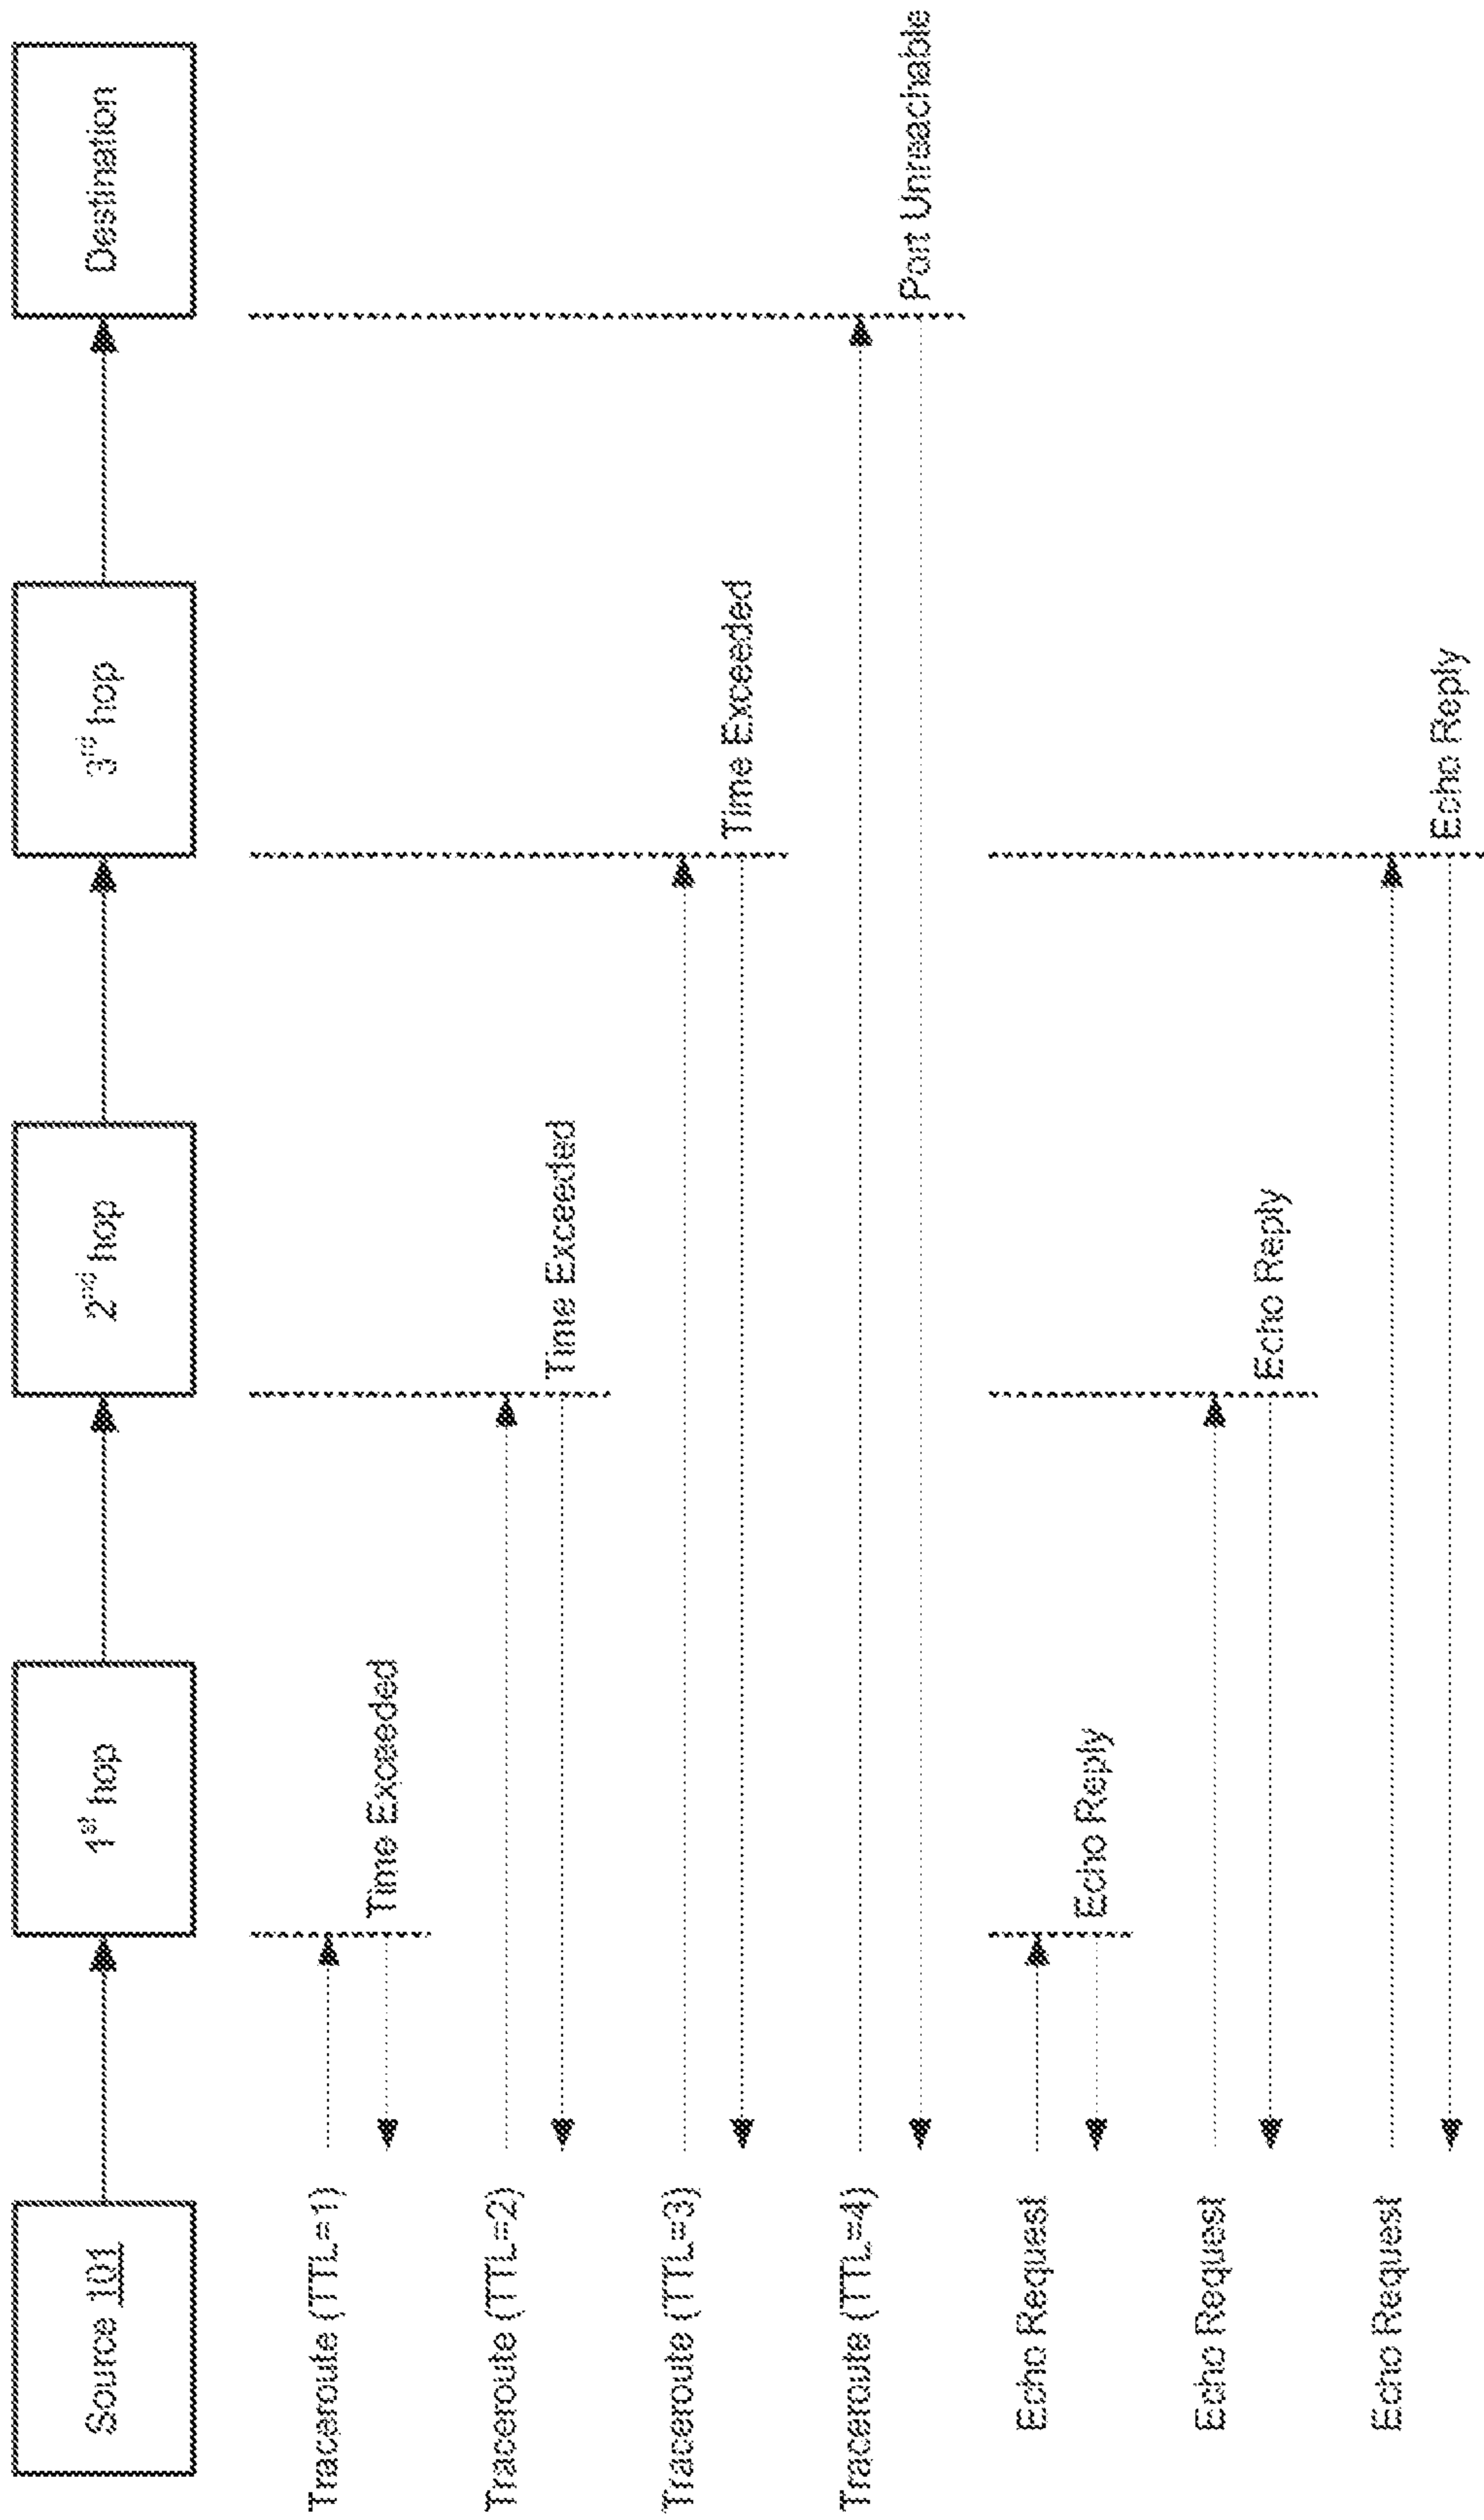 Source 101
1st hop
2nd hop
3rd hop
Destination
Traceroute (TTL=1)
Time Exceeded
Traceroute (TTL=2)
Time Exceeded
Traceroute (TTL=3)
Time Exceeded
Traceroute (TTL=4)
Port Unreachable
Echo Request
Echo Reply
Echo Request
Echo Reply
Echo Request
Echo Reply